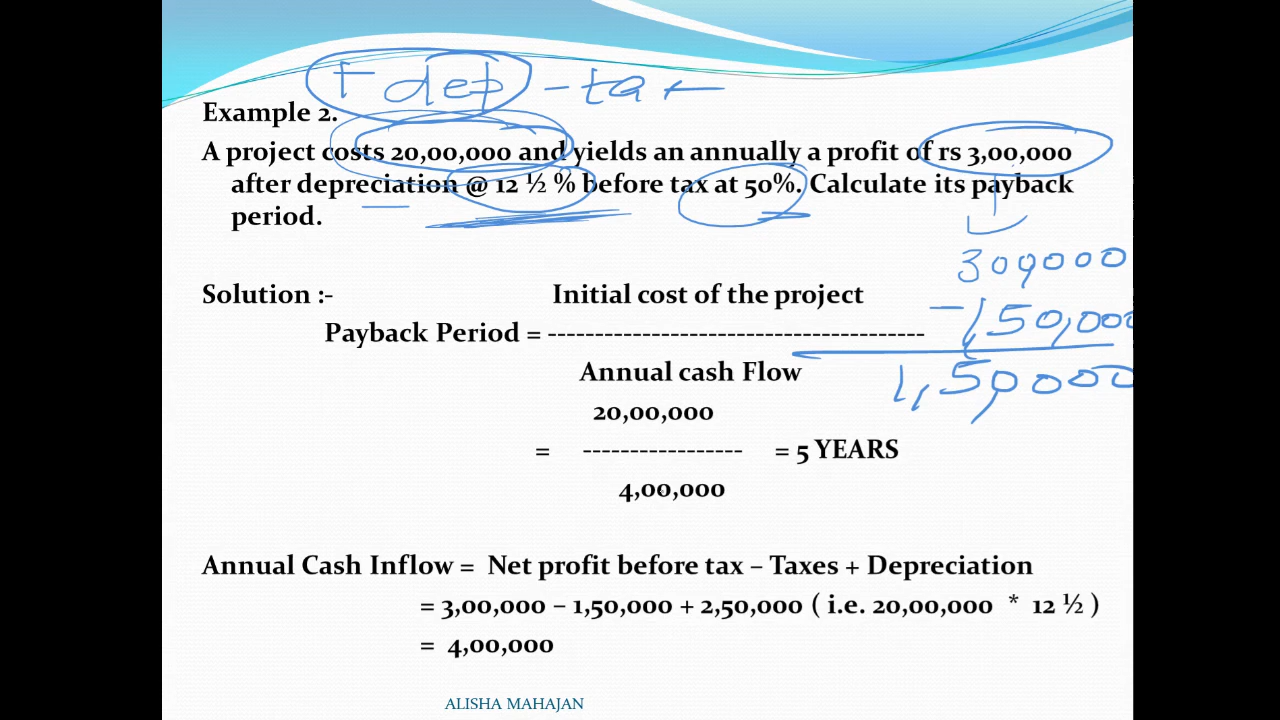 + dep - tax
Example 2.
A project costs 20,00,000 and yields an annually a profit of rs 3,00,000
after depreciation @ 12 ½ % before tax at 50%. Calculate its payback
period.
300000
Solution :- Initial cost of the project
- 1,50,000
Payback Period = ----------------------------------------
Annual cash Flow
1,50000
20,00,000
= ----------------- = 5 YEARS
4,00,000
Annual Cash Inflow = Net profit before tax – Taxes + Depreciation
= 3,00,000 – 1,50,000 + 2,50,000 ( i.e. 20,00,000 * 12 ½ )
= 4,00,000
ALISHA MAHAJAN